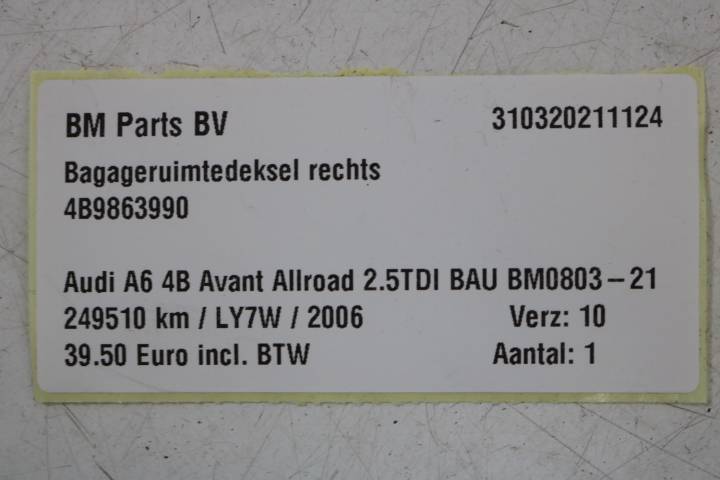 BM Parts BV 310320211124
Bagageruimtedeksel rechts
4B9863990
Audi A6 4B Avant Allroad 2.5TDI BAU BM0803-21
249510 km / LY7W / 2006 Verz: 10
39.50 Euro incl. BTW Aantal: 1